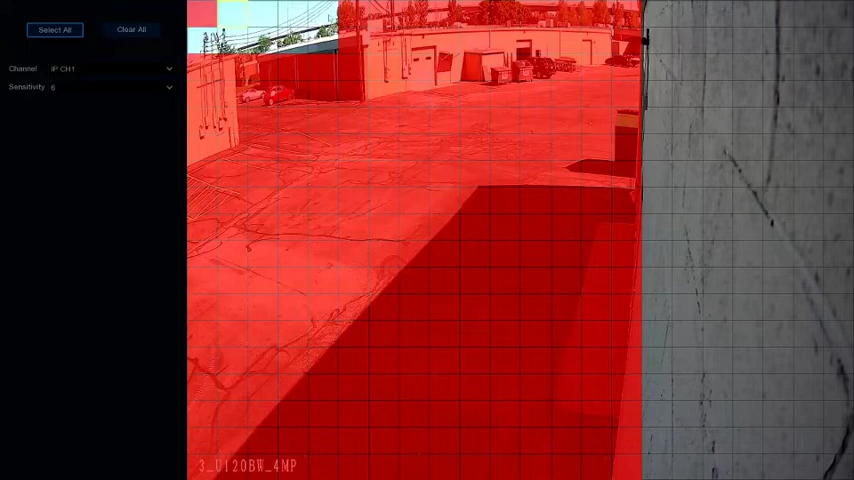 Select All Clear All
Channel IP CH1
Sensitivity 6
3_U120BW_4MP